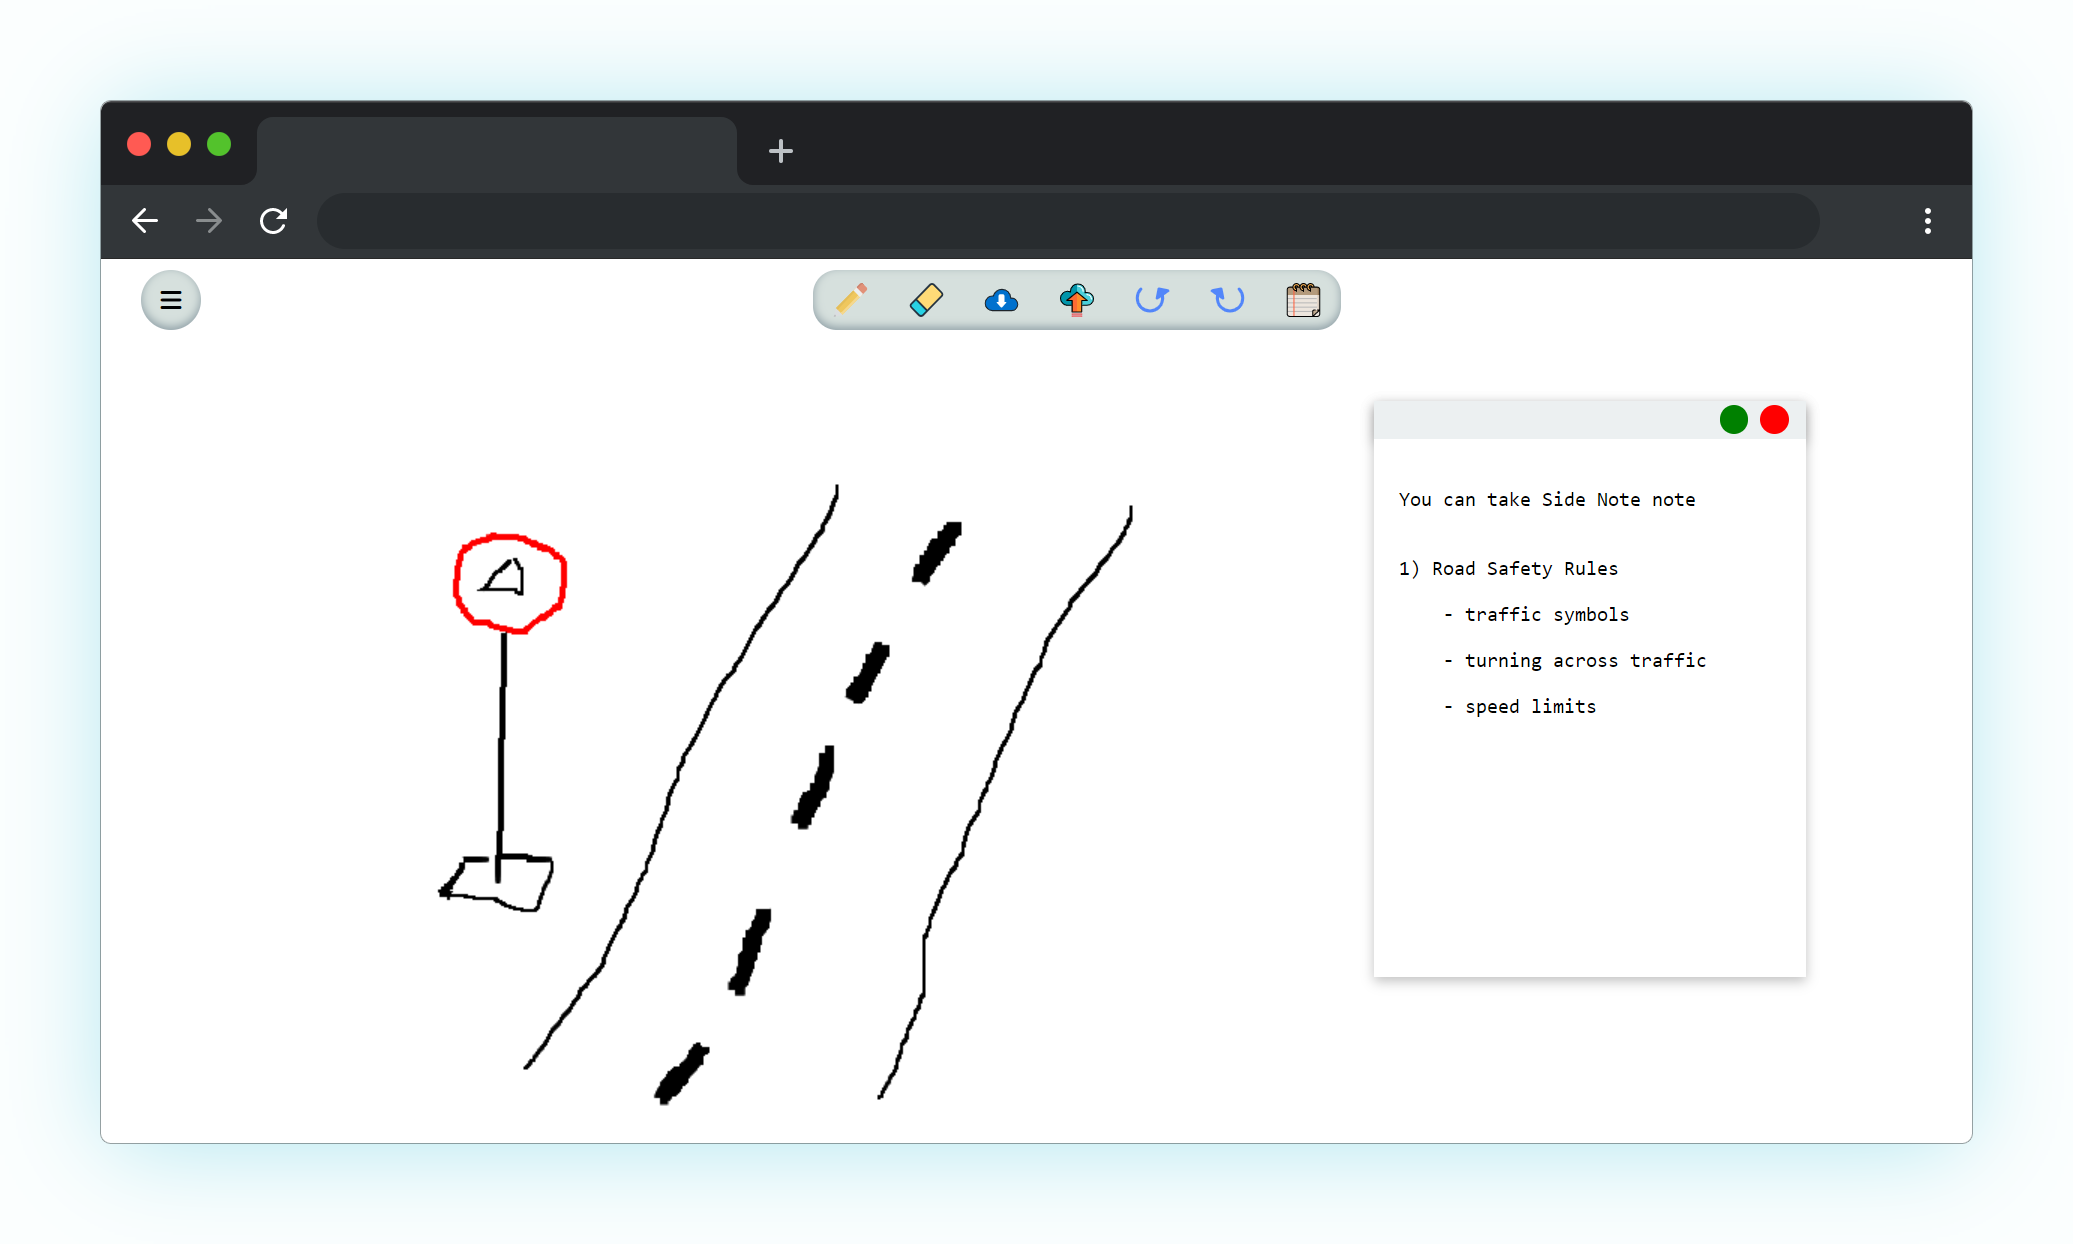 You can take Side Note note
1) Road Safety Rules
- traffic symbols
- turning across traffic
- speed limits